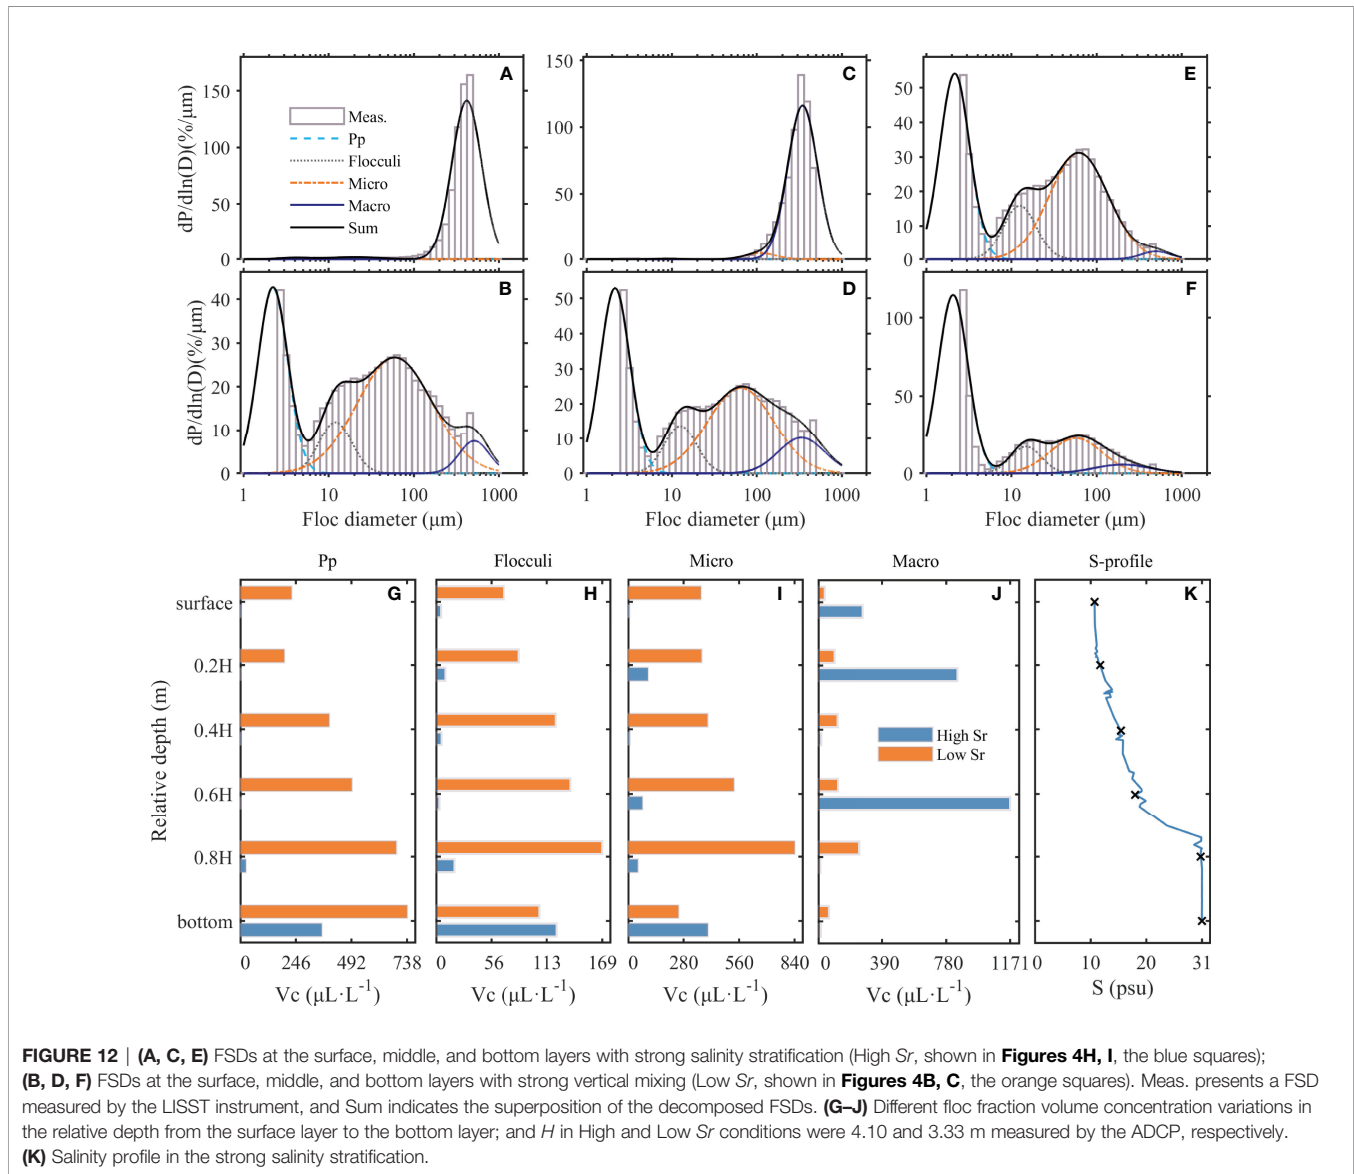 A
C
E
150
100
50
0
150
100
50
0
50
40
30
20
10
0
dP/dln(D)(%/μm)
Meas.
Pp
Flocculi
Micro
Macro
Sum
B
D
F
40
30
20
10
0
50
40
30
20
10
0
100
50
0
dP/dln(D)(%/μm)
1 10 100 1000
1 10 100 1000
1 10 100 1000
Floc diameter (μm)
Floc diameter (μm)
Floc diameter (μm)
Pp
Flocculi
Micro
Macro
S-profile
G
H
I
J
K
Relative depth (m)
surface
0.2H
0.4H
0.6H
0.8H
bottom
High Sr
Low Sr
0 246 492 738
0 56 113 169
0 280 560 840
0 390 780 1171
0 10 20 31
Vc (μL·L⁻¹)
Vc (μL·L⁻¹)
Vc (μL·L⁻¹)
Vc (μL·L⁻¹)
S (psu)
FIGURE 12 | (A, C, E) FSDs at the surface, middle, and bottom layers with strong salinity stratification (High Sr, shown in Figures 4H, I, the blue squares);
(B, D, F) FSDs at the surface, middle, and bottom layers with strong vertical mixing (Low Sr, shown in Figures 4B, C, the orange squares). Meas. presents a FSD
measured by the LISST instrument, and Sum indicates the superposition of the decomposed FSDs. (G–J) Different floc fraction volume concentration variations in
the relative depth from the surface layer to the bottom layer; and H in High and Low Sr conditions were 4.10 and 3.33 m measured by the ADCP, respectively.
(K) Salinity profile in the strong salinity stratification.